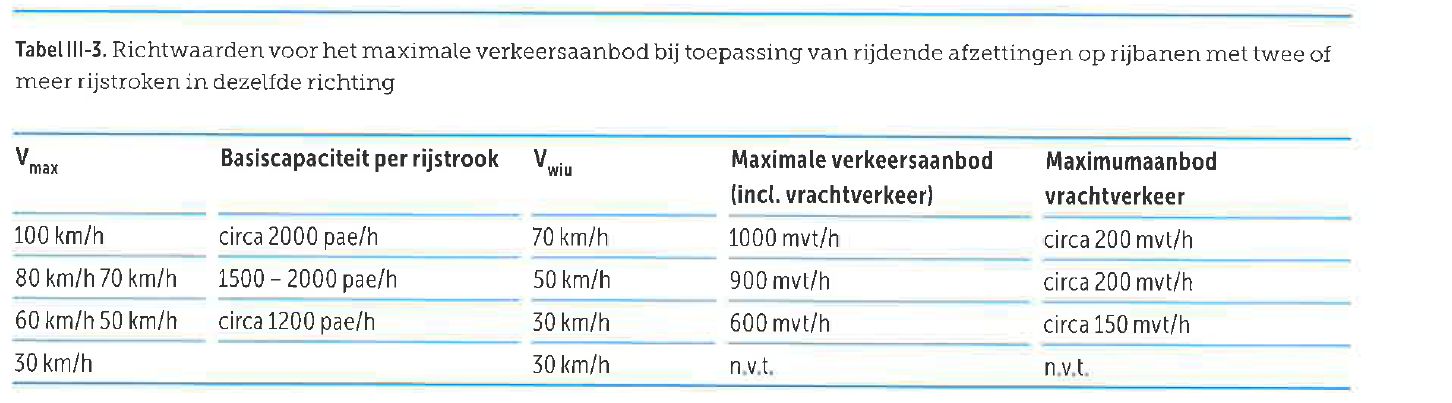 Tabel III-3. Richtwaarden voor het maximale verkeersaanbod bij toepassing van rijdende afzettingen op rijbanen met twee of
meer rijstroken in dezelfde richting
Vmax Basiscapaciteit per rijstrook Vwiu Maximale verkeersaanbod (incl. vrachtverkeer) Maximumaanbod vrachtverkeer
100 km/h circa 2000 pae/h 70 km/h 1000 mvt/h circa 200 mvt/h
80 km/h 70 km/h 1500 – 2000 pae/h 50 km/h 900 mvt/h circa 200 mvt/h
60 km/h 50 km/h circa 1200 pae/h 30 km/h 600 mvt/h circa 150 mvt/h
30 km/h 30 km/h n.v.t. n.v.t.